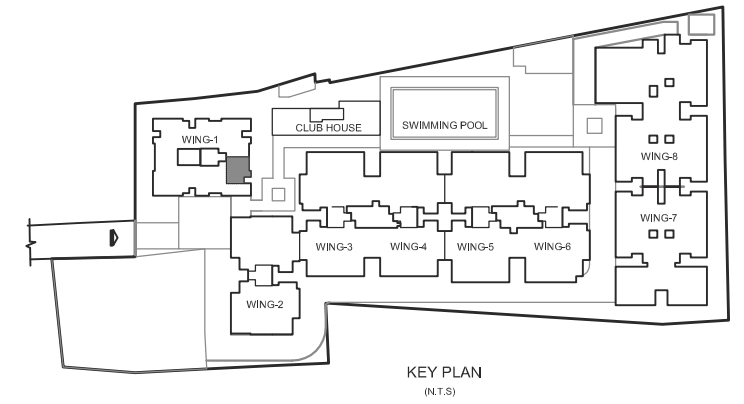 CLUB HOUSE
SWIMMING POOL
WING-1
WING-8
WING-7
WING-3
WING-4
WING-5
WING-6
WING-2
KEY PLAN
(N.T.S)